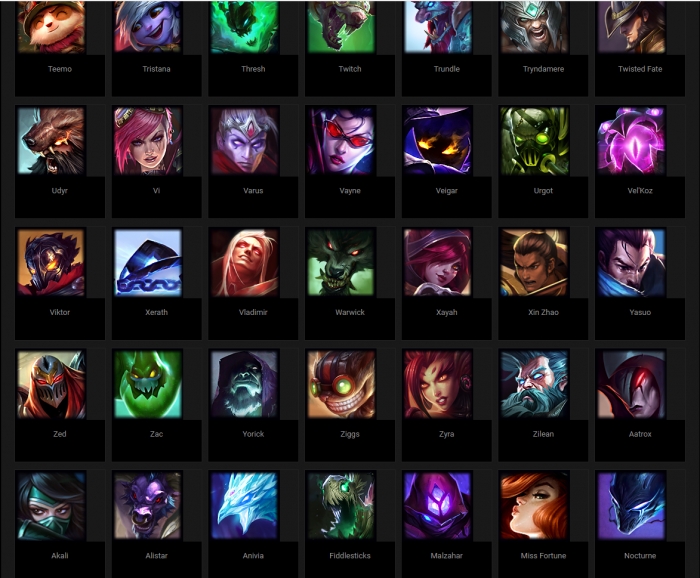 Teemo
Tristana
Thresh
Twitch
Trundle
Tryndamere
Twisted Fate
Udyr
Vi
Varus
Vayne
Veigar
Urgot
Vel'Koz
Viktor
Xerath
Vladimir
Warwick
Xayah
Xin Zhao
Yasuo
Zed
Zac
Yorick
Ziggs
Zyra
Zilean
Aatrox
Akali
Alistar
Anivia
Fiddlesticks
Malzahar
Miss Fortune
Nocturne